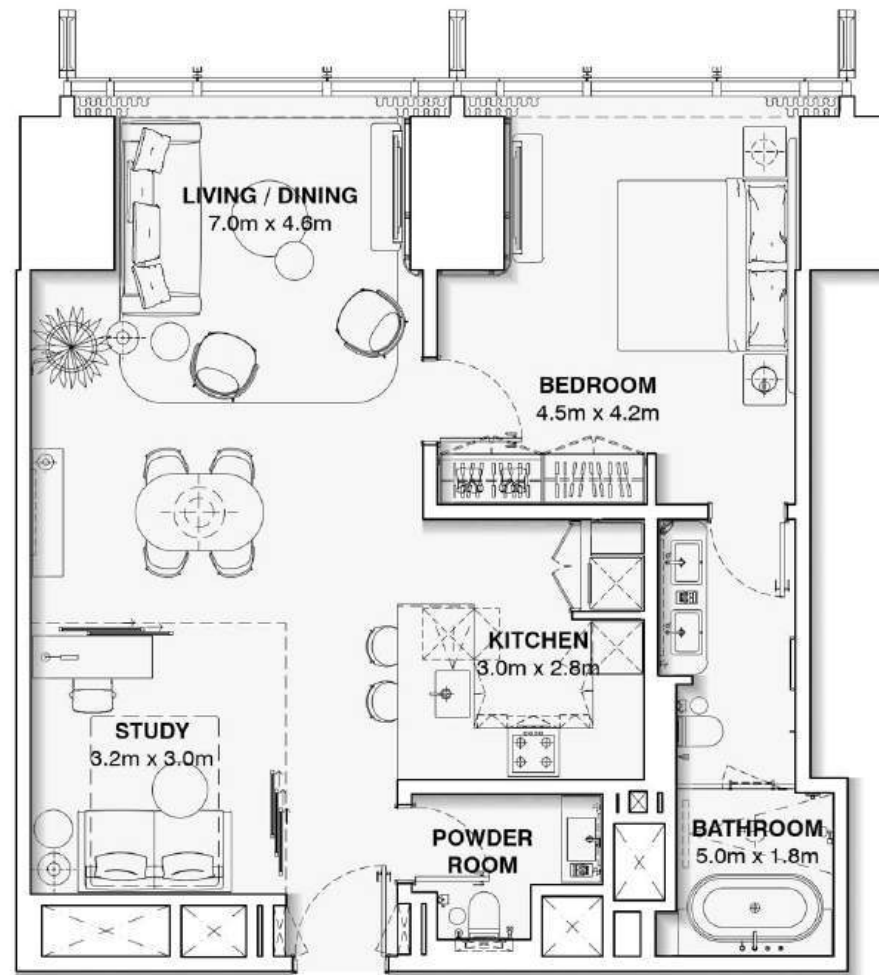 LIVING / DINING
7.0m x 4.6m
BEDROOM
4.5m x 4.2m
KITCHEN
3.0m x 2.8m
STUDY
3.2m x 3.0m
POWDER
ROOM
BATHROOM
5.0m x 1.8m